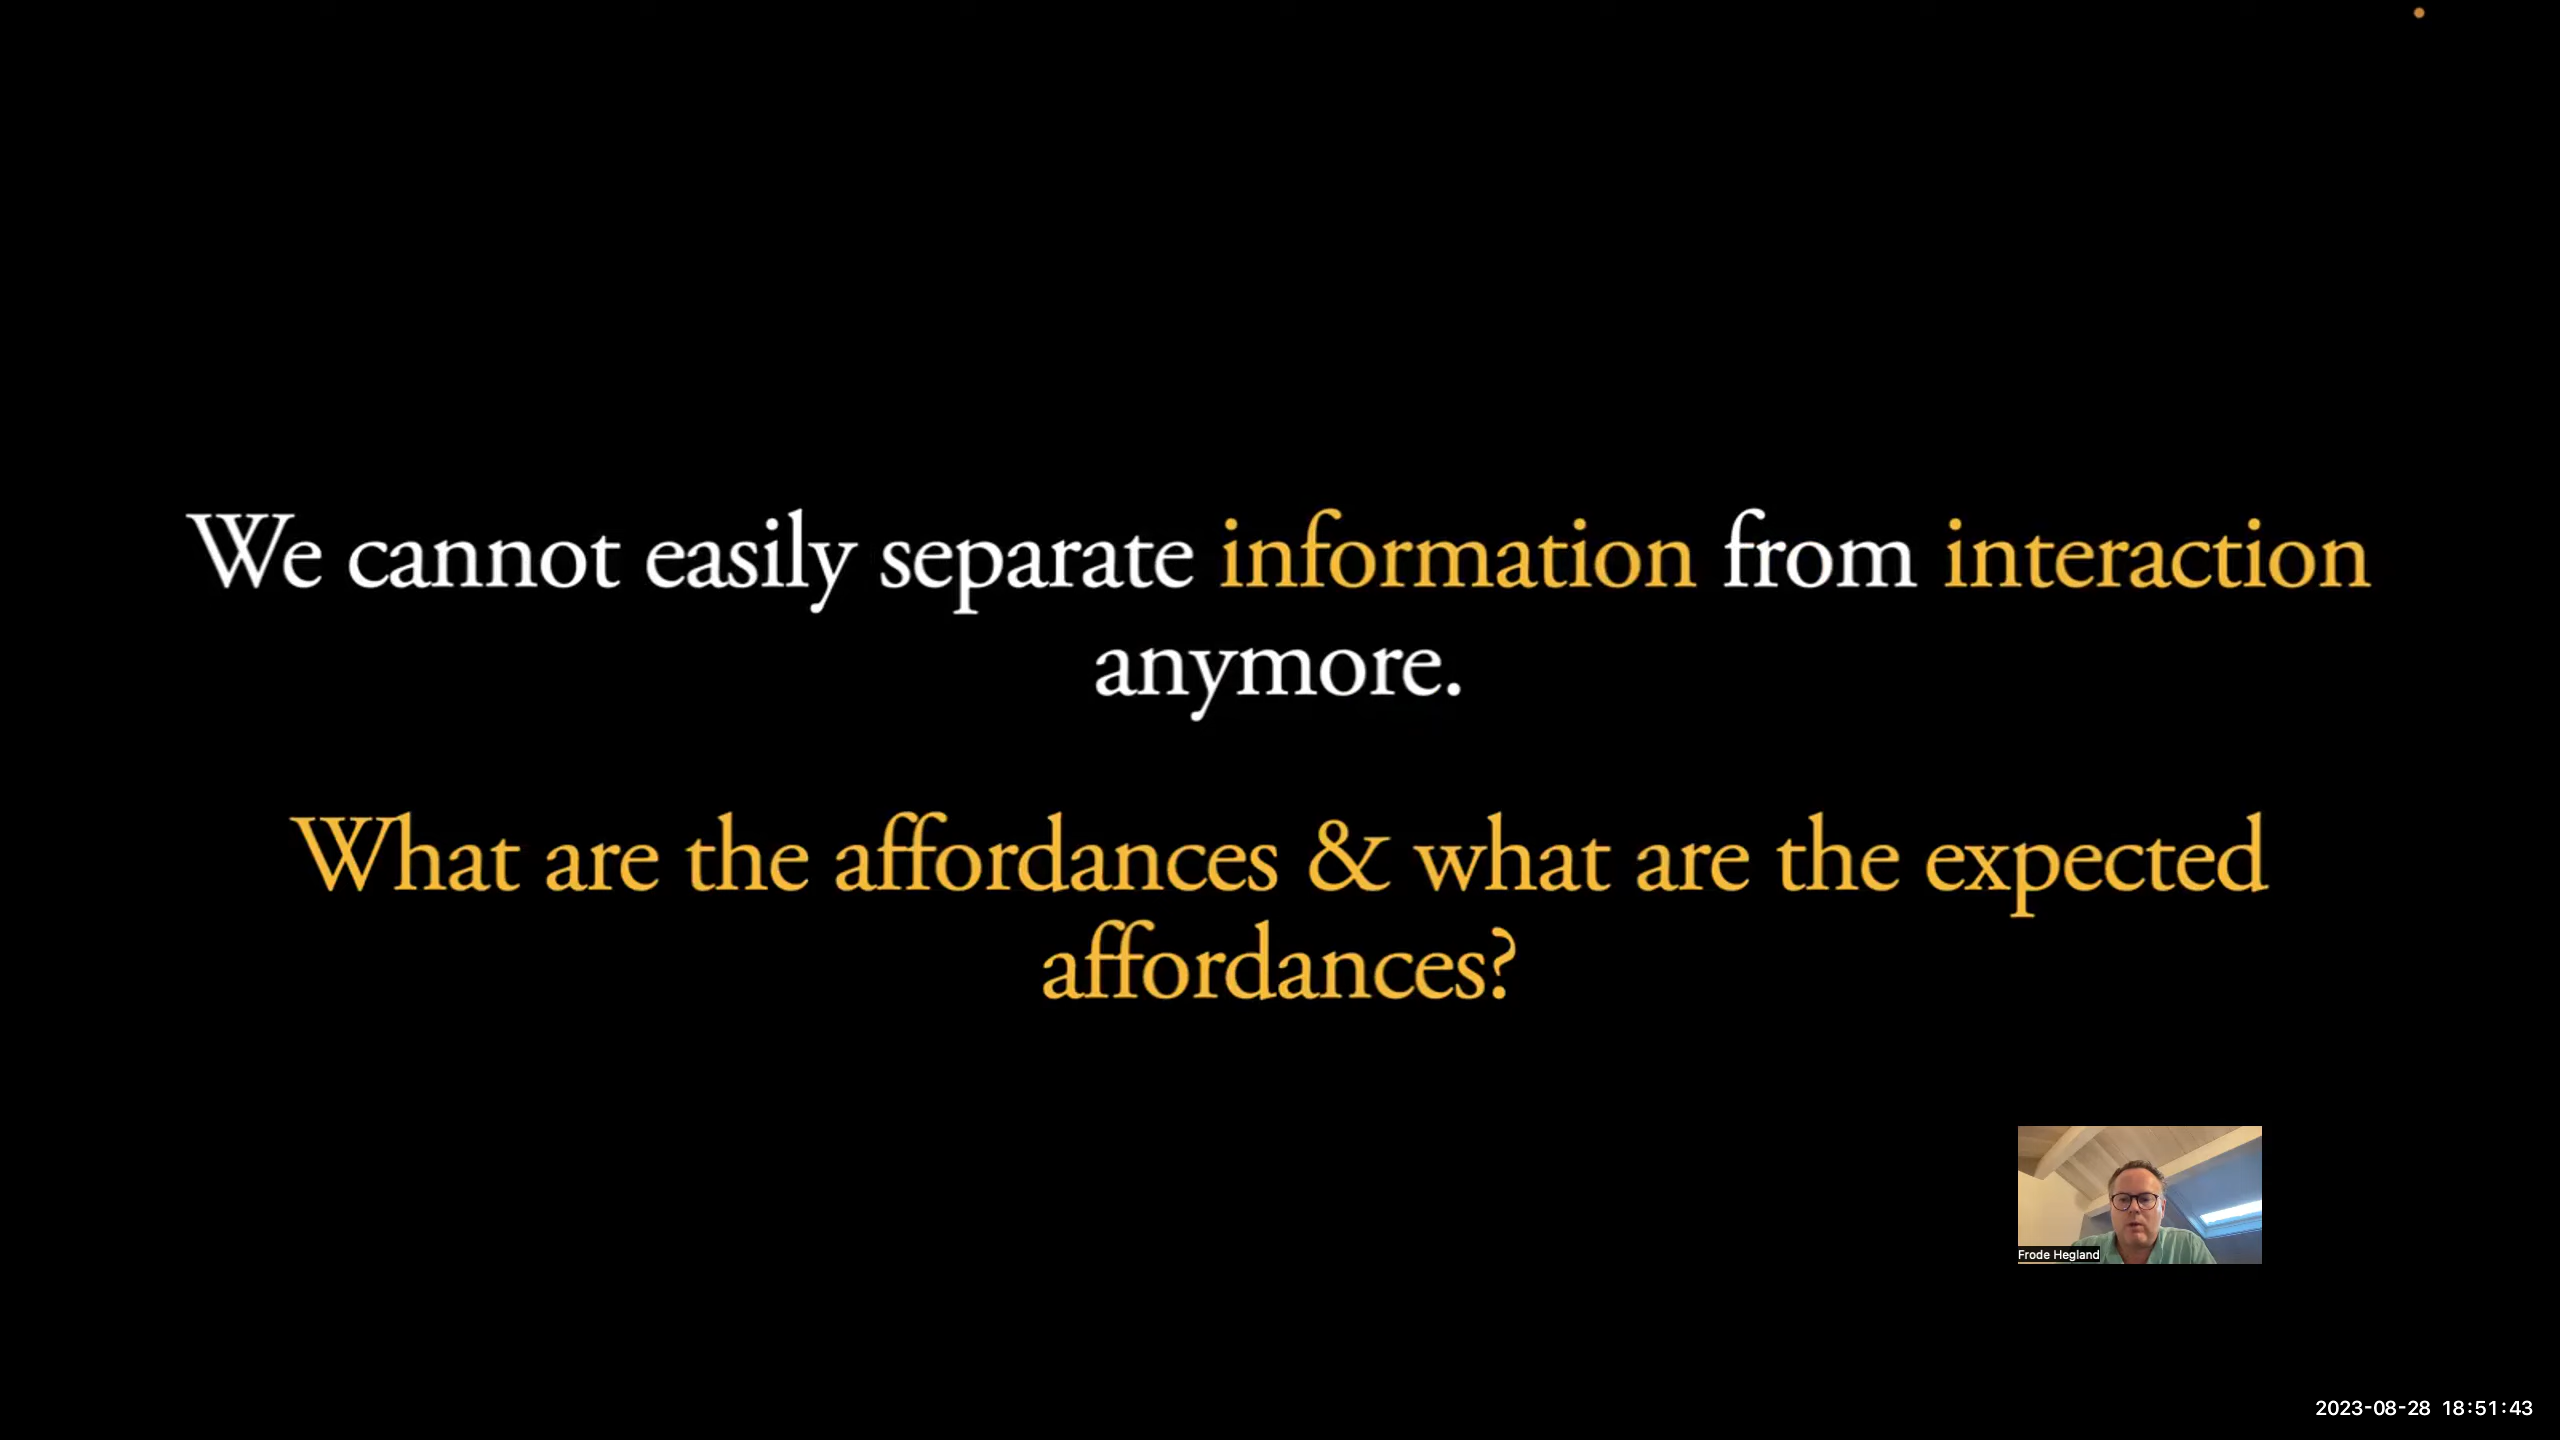 We cannot easily separate information from interaction
anymore.
What are the affordances & what are the expected
affordances?
Frode Hegland
2023-08-28 18:51:43